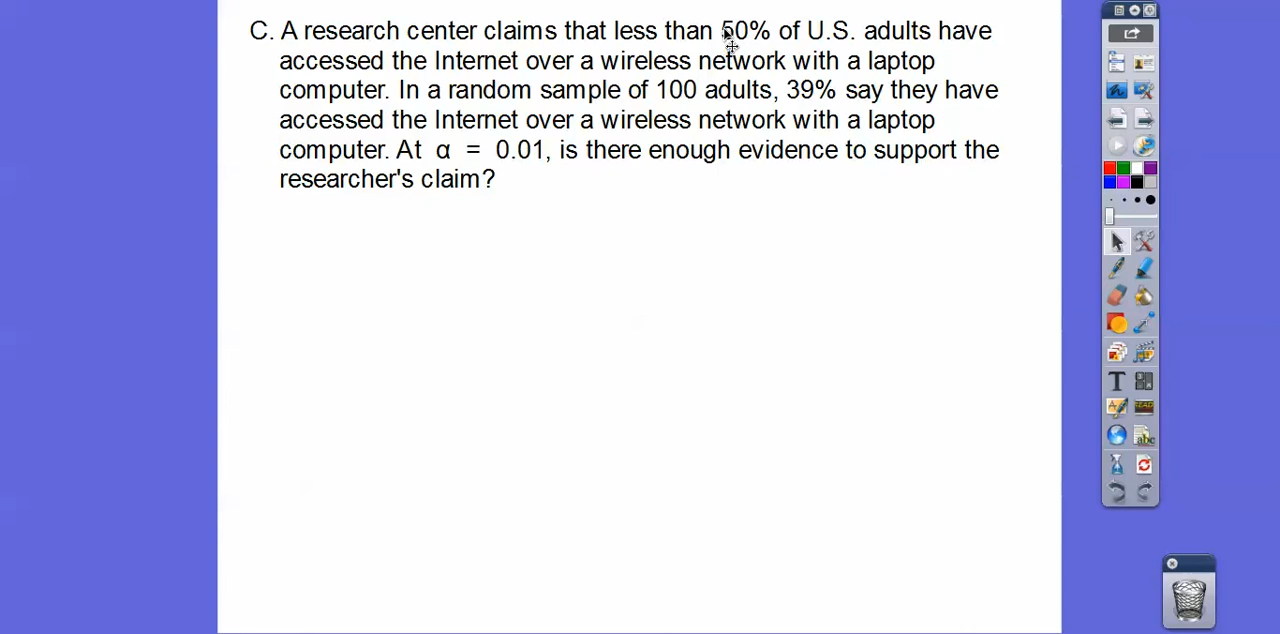 C. A research center claims that less than 50% of U.S. adults have
accessed the Internet over a wireless network with a laptop
computer. In a random sample of 100 adults, 39% say they have
accessed the Internet over a wireless network with a laptop
computer. At α = 0.01, is there enough evidence to support the
researcher's claim?